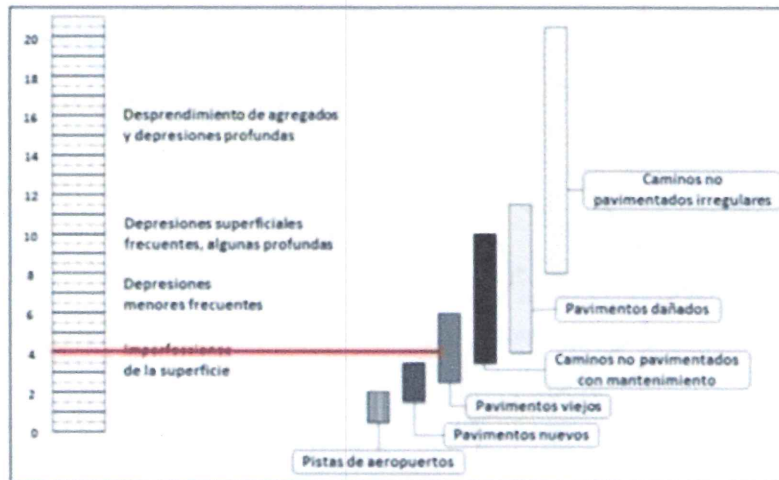 20
18
16
Desprendimiento de agregados
y depresiones profundas
14
12
Caminos no
pavimentados irregulares
10
Depresiones superficiales
frecuentes, algunas profundas
8
Depresiones
menores frecuentes
6
Pavimentos dañados
4
de la superficie
Caminos no pavimentados
con mantenimiento
2
Pavimentos viejos
0
Pavimentos nuevos
Pistas de aeropuertos